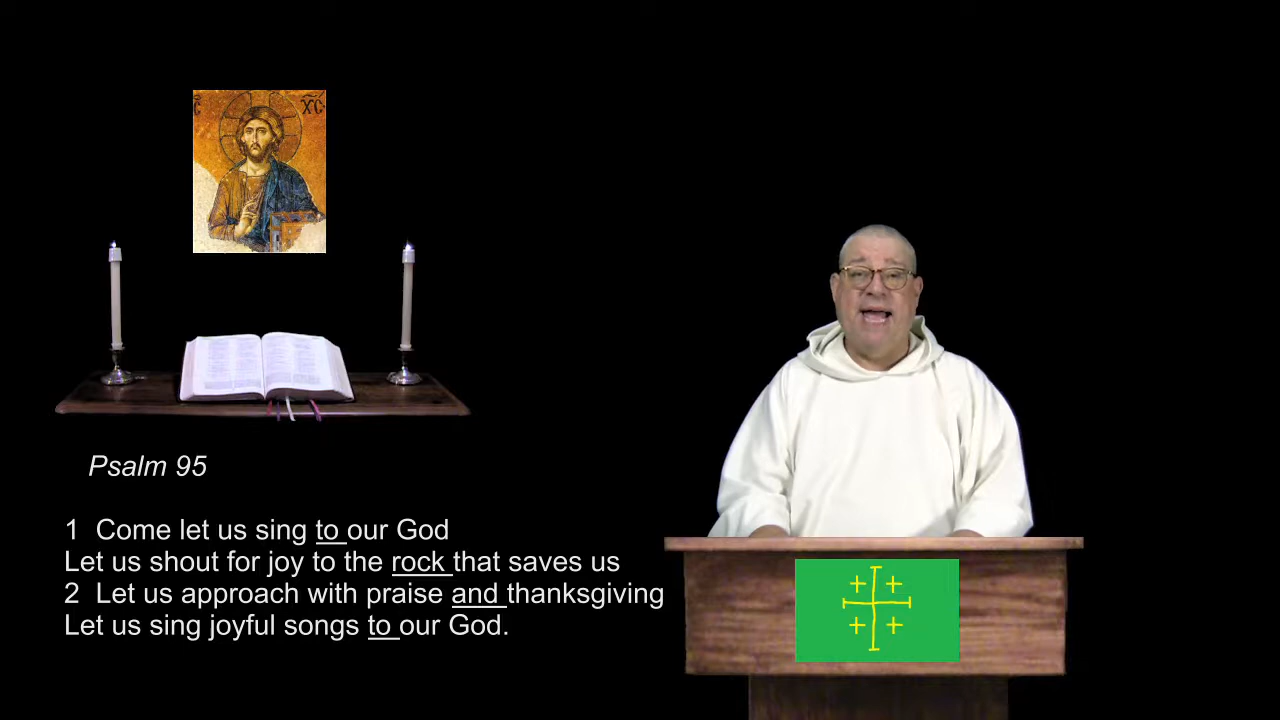 XC
Psalm 95
1 Come let us sing to our God
Let us shout for joy to the rock that saves us
2 Let us approach with praise and thanksgiving
Let us sing joyful songs to our God.